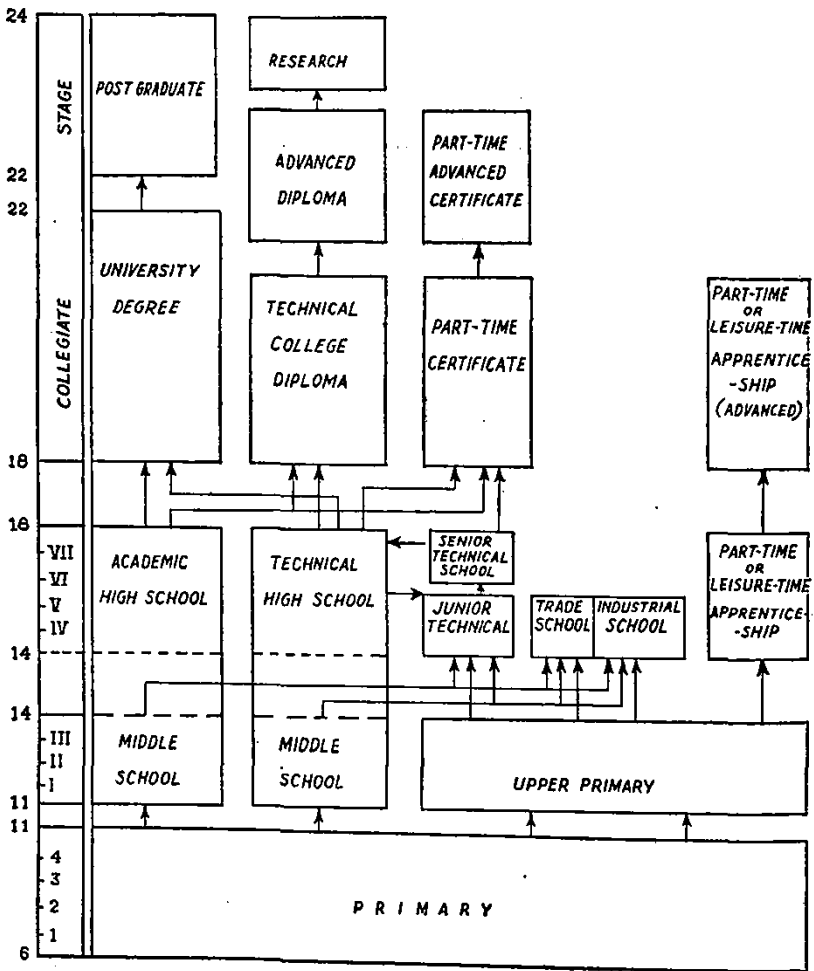 24
STAGE
22
22
COLLEGIATE
18
18
VII
VI
V
IV
14
14
III
II
I
11
11
4
3
2
1
6
POST GRADUATE
RESEARCH
ADVANCED
DIPLOMA
PART-TIME
ADVANCED
CERTIFICATE
UNIVERSITY
DEGREE
TECHNICAL
COLLEGE
DIPLOMA
PART-TIME
CERTIFICATE
PART-TIME
OR
LEISURE-TIME
APPRENTICE
-SHIP
(ADVANCED)
ACADEMIC
HIGH SCHOOL
TECHNICAL
HIGH SCHOOL
SENIOR
TECHNICAL
SCHOOL
JUNIOR
TECHNICAL
TRADE
SCHOOL
INDUSTRIAL
SCHOOL
PART-TIME
OR
LEISURE-TIME
APPRENTICE-
-SHIP
MIDDLE
SCHOOL
MIDDLE
SCHOOL
UPPER PRIMARY
PRIMARY